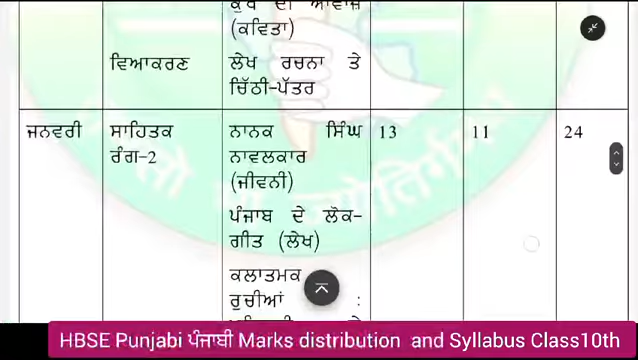 ਕੁੱਖ ਦੀ ਆਵਾਜ਼
(ਕਵਿਤਾ)
ਵਿਆਕਰਣ ਲੇਖ ਰਚਨਾ ਤੇ
ਚਿੱਠੀ-ਪੱਤਰ
ਜਨਵਰੀ ਸਾਹਿਤਕ ਨਾਨਕ ਸਿੰਘ 13 11 24
ਰੰਗ-2 ਨਾਵਲਕਾਰ
(ਜੀਵਨੀ)
ਪੰਜਾਬ ਦੇ ਲੋਕ-
ਗੀਤ (ਲੇਖ)
ਕਲਾਤਮਕ
ਰੁਚੀਆਂ :
HBSE Punjabi ਪੰਜਾਬੀ Marks distribution and Syllabus Class10th